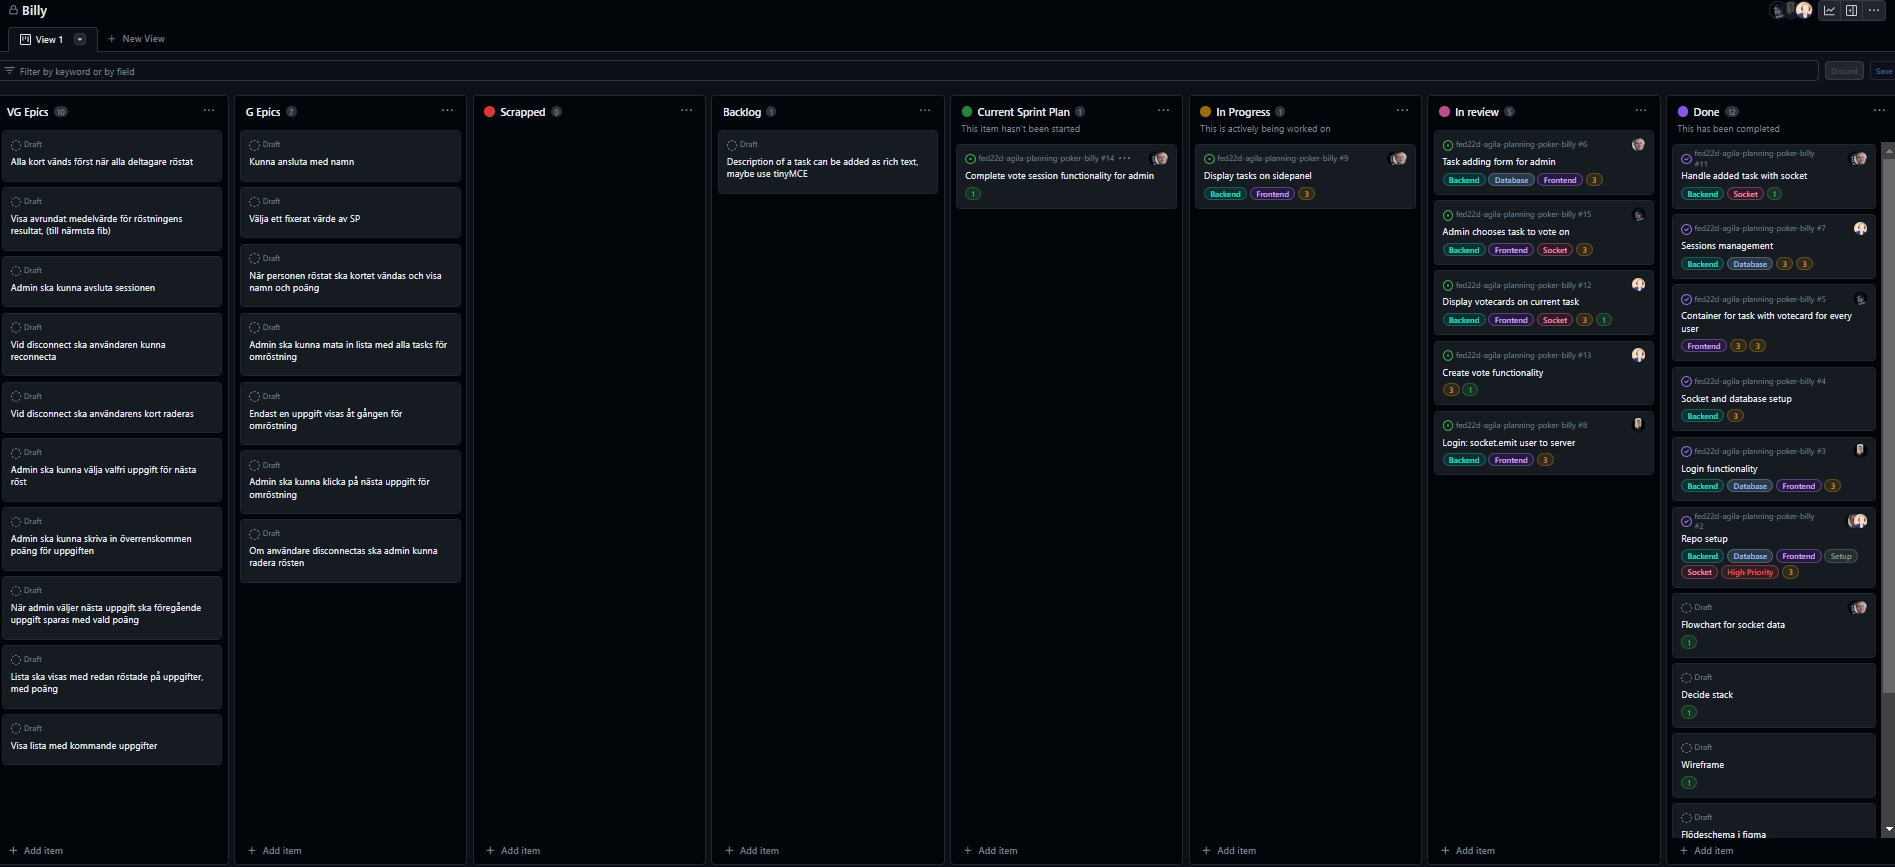 Billy
View 1
New View
Filter by keyword or by field
Discard
Save
VG Epics 10
Draft
Alla kort vänds först när alla deltagare röstat
Draft
Visa avrundat medelvärde för röstningens
resultat, (till närmsta fib)
Draft
Admin ska kunna avsluta sessionen
Draft
Vid disconnect ska användaren kunna
reconnecta
Draft
Vid disconnect ska användarens kort raderas
Draft
Admin ska kunna välja valfri uppgift för nästa
röst
Draft
Admin ska kunna skriva in överrenskommen
poäng för uppgiften
Draft
När admin väljer nästa uppgift ska föregående
uppgift sparas med vald poäng
Draft
Lista ska visas med redan röstade på uppgifter,
med poäng
Draft
Visa lista med kommande uppgifter
Add item
G Epics 7
Draft
Kunna ansluta med namn
Draft
Välja ett fixerat värde av SP
Draft
När personen röstat ska kortet vändas och visa
namn och poäng
Draft
Admin ska kunna mata in lista med alla tasks för
omröstning
Draft
Endast en uppgift visas åt gången för
omröstning
Draft
Admin ska kunna klicka på nästa uppgift för
omröstning
Draft
Om användare disconnectas ska admin kunna
radera rösten
Add item
Scrapped 0
Add item
Backlog 1
Draft
Description of a task can be added as rich text,
maybe use tinyMCE
Add item
Current Sprint Plan 1
This item hasn't been started
fed22d-agila-planning-poker-billy #14
Complete vote session functionality for admin
1
Add item
In Progress 1
This is actively being worked on
fed22d-agila-planning-poker-billy #9
Display tasks on sidepanel
Backend Frontend 3
Add item
In review 5
fed22d-agila-planning-poker-billy #6
Task adding form for admin
Backend Database Frontend 3
fed22d-agila-planning-poker-billy #15
Admin chooses task to vote on
Backend Frontend Socket 3
fed22d-agila-planning-poker-billy #12
Display votecards on current task
Backend Frontend Socket 3 1
fed22d-agila-planning-poker-billy #13
Create vote functionality
3 1
fed22d-agila-planning-poker-billy #8
Login: socket.emit user to server
Backend Frontend 3
Add item
Done 12
This has been completed
fed22d-agila-planning-poker-billy
#11
Handle added task with socket
Backend Socket 1
fed22d-agila-planning-poker-billy #7
Sessions management
Backend Database 3 3
fed22d-agila-planning-poker-billy #5
Container for task with votecard for every
user
Frontend 3 3
fed22d-agila-planning-poker-billy #4
Socket and database setup
Backend 3
fed22d-agila-planning-poker-billy #3
Login functionality
Backend Database Frontend 3
fed22d-agila-planning-poker-billy
#2
Repo setup
Backend Database Frontend Setup
Socket High Priority 3
Draft
Flowchart for socket data
1
Draft
Decide stack
1
Draft
Wireframe
1
Draft
Flödeschema i figma
Add item